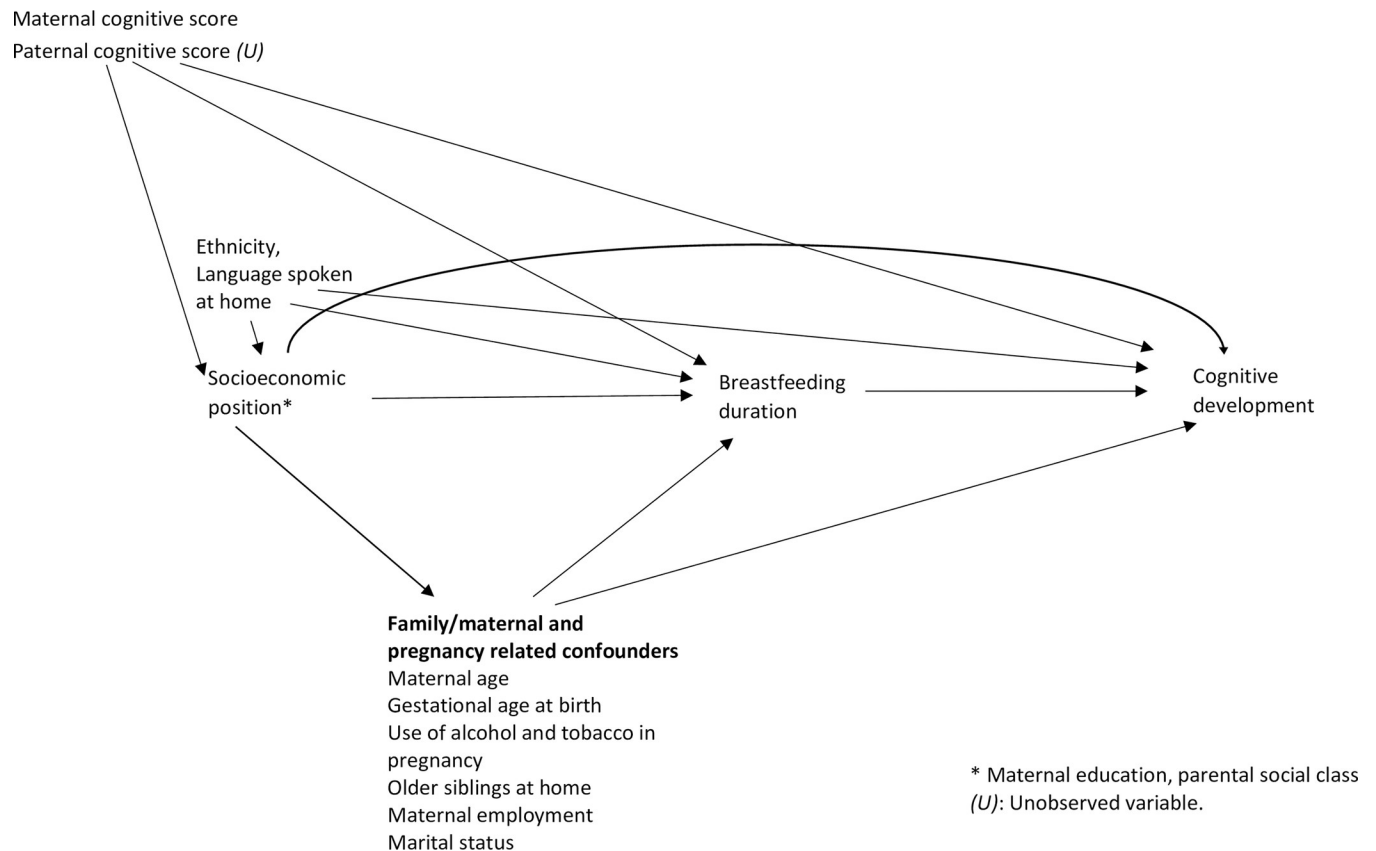 Maternal cognitive score
Paternal cognitive score (U)
Ethnicity,
Language spoken
at home
Socioeconomic
position*
Breastfeeding
duration
Cognitive
development
Family/maternal and
pregnancy related confounders
Maternal age
Gestational age at birth
Use of alcohol and tobacco in
pregnancy
Older siblings at home
Maternal employment
Marital status
* Maternal education, parental social class
(U): Unobserved variable.